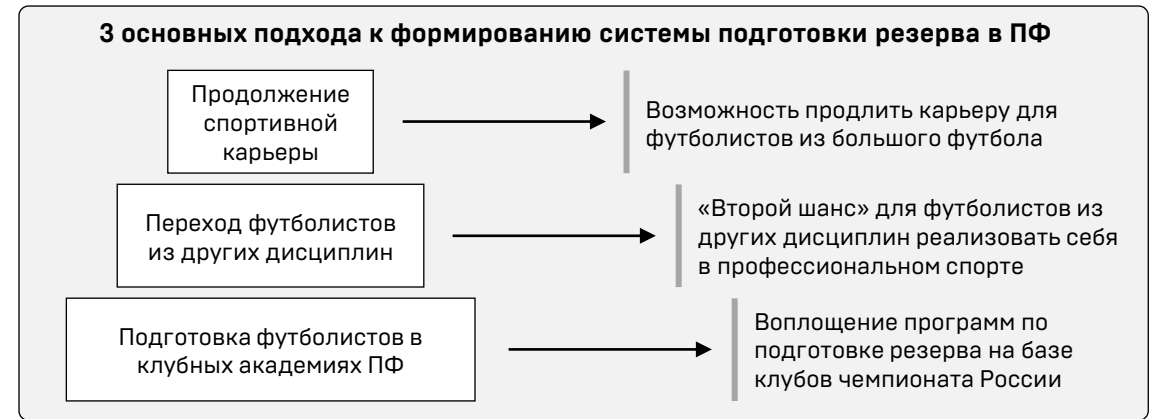 3 основных подхода к формированию системы подготовки резерва в ПФ
Продолжение
спортивной
карьеры
Возможность продлить карьеру для
футболистов из большого футбола
Переход футболистов
из других дисциплин
«Второй шанс» для футболистов из
других дисциплин реализовать себя
в профессиональном спорте
Подготовка футболистов в
клубных академиях ПФ
Воплощение программ по
подготовке резерва на базе
клубов чемпионата России